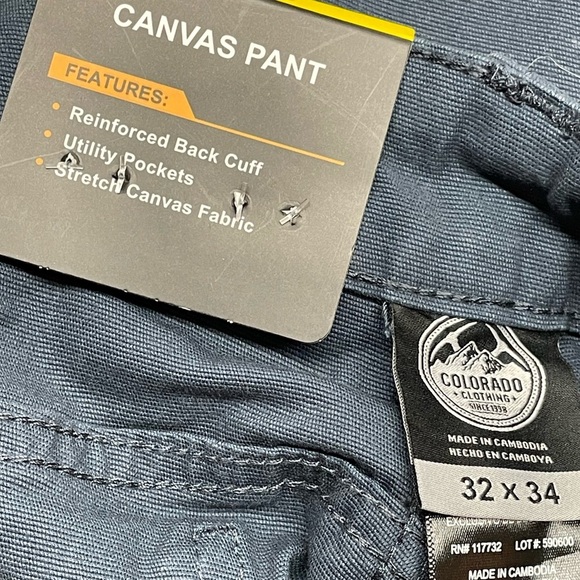 CANVAS PANT
FEATURES:
• Reinforced Back Cuff
• Utility Pockets
• Stretch Canvas Fabric
COLORADO
CLOTHING
SINCE 1938
MADE IN CAMBODIA
HECHO EN CAMBOYA
32 X 34
RN# 117732 LOT#: 590600
MADE IN CAMBODIA